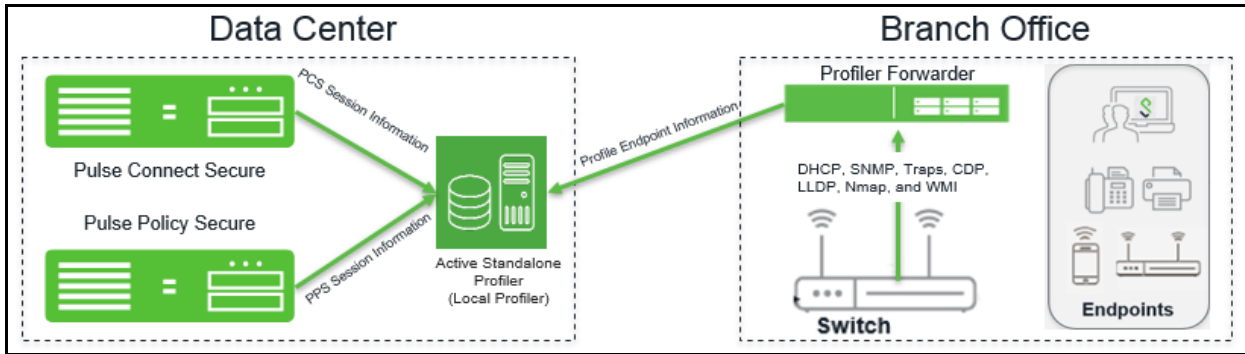 Data Center
PCS Session Information
Pulse Connect Secure
Pulse Policy Secure
PPS Session Information
Active Standalone
Profiler
(Local Profiler)
Profile Endpoint Information
Branch Office
Profiler Forwarder
DHCP, SNMP, Traps, CDP,
LLDP, Nmap, and WMI
Switch
Endpoints